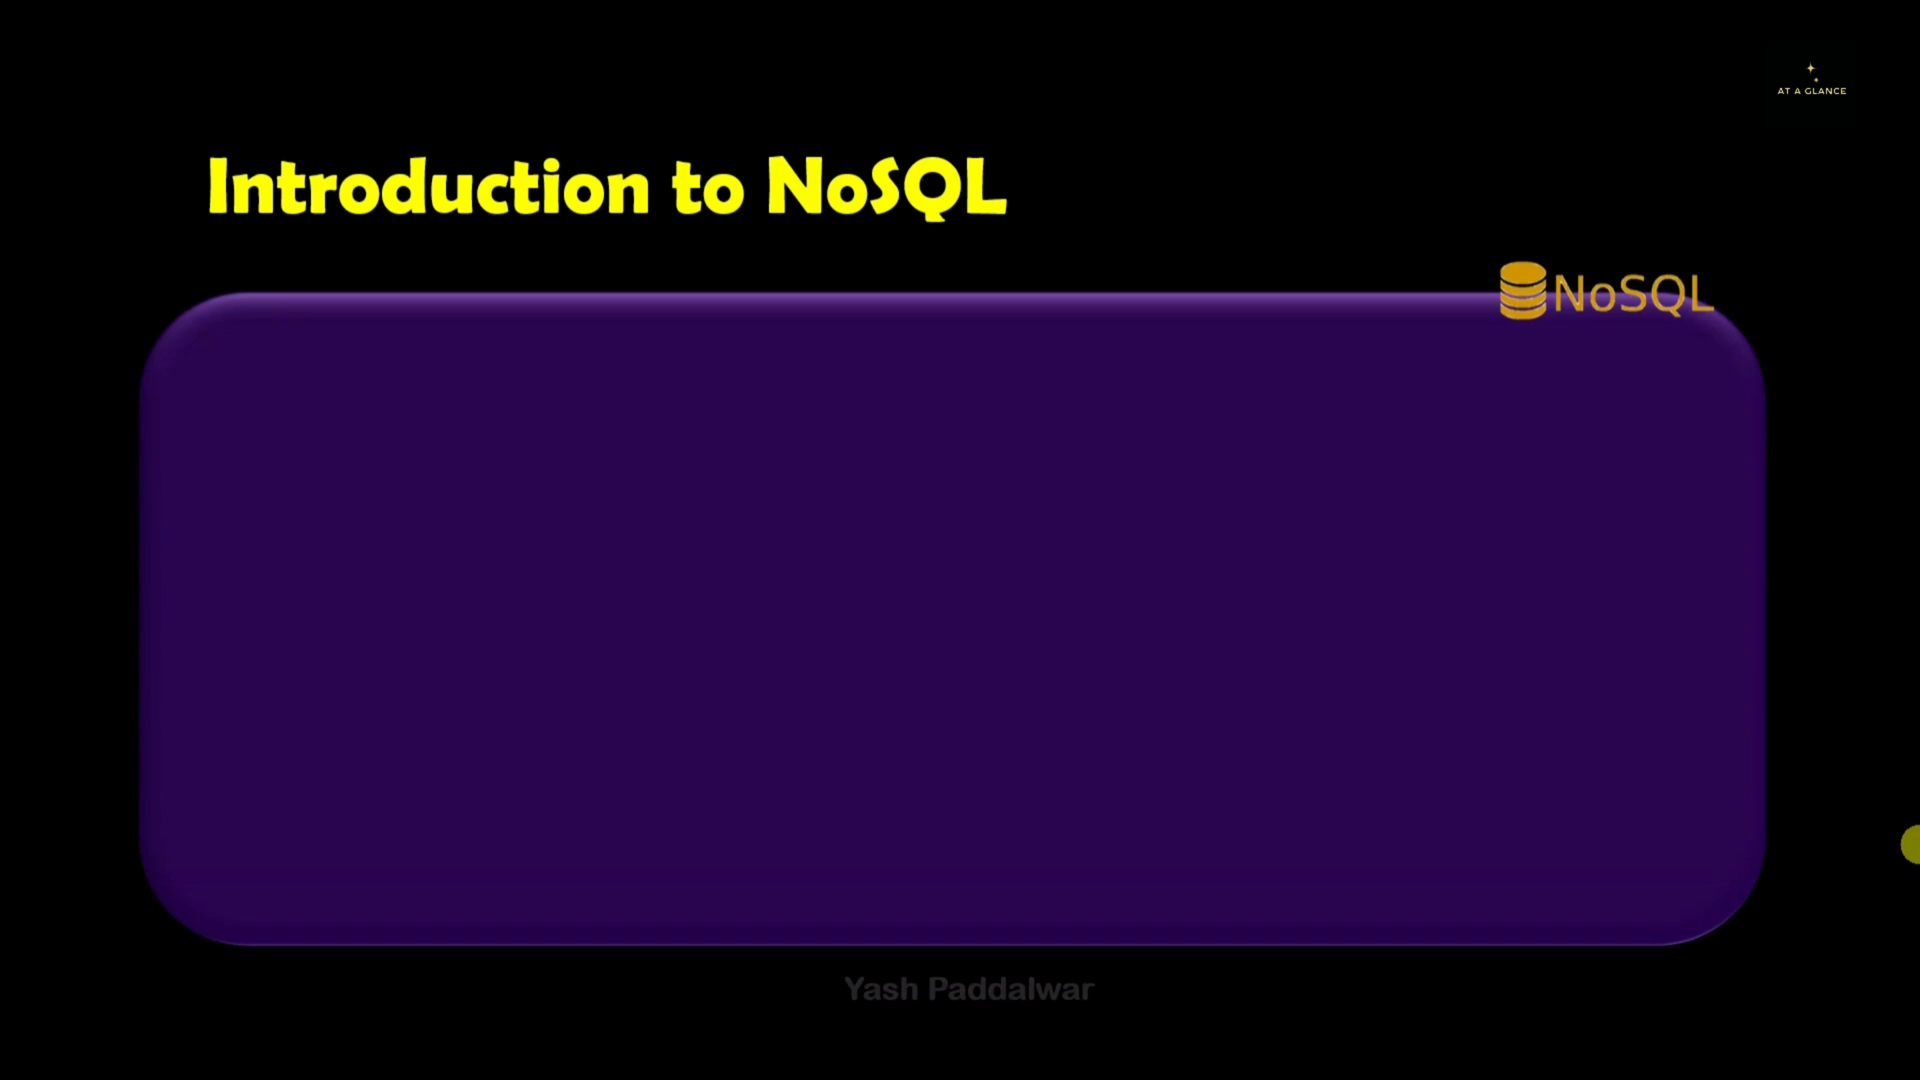 AT A GLANCE
Introduction to NoSQL
NoSQL
Yash Paddalwar